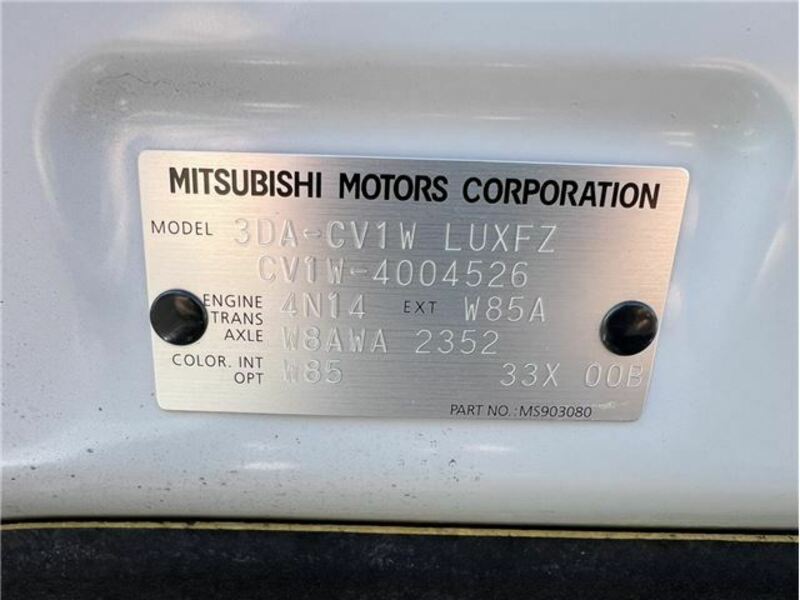 MITSUBISHI MOTORS CORPORATION
MODEL 3DA-CV1W LUXFZ
CV1W-4004526
ENGINE 4N14 EXT W85A
TRANS
AXLE W8AWA 2352
COLOR. INT W85 33X 00B
OPT
PART NO.: MS903080